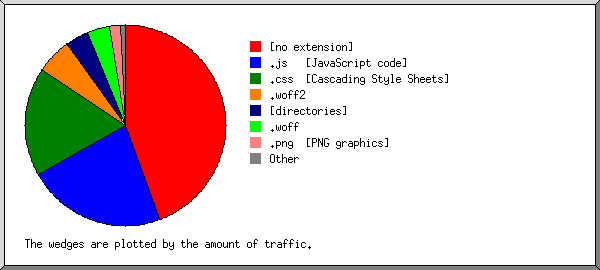 [no extension]
.js   [JavaScript code]
.css  [Cascading Style Sheets]
.woff2
[directories]
.woff
.png  [PNG graphics]
Other
The wedges are plotted by the amount of traffic.